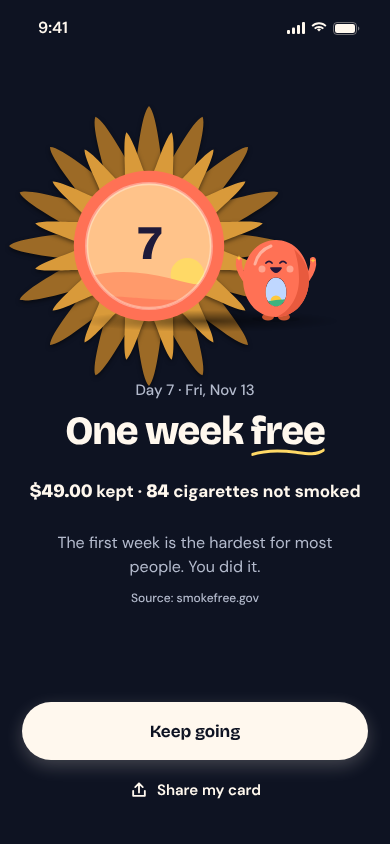 9:41
7
Day 7 · Fri, Nov 13
One week free
$49.00 kept · 84 cigarettes not smoked
The first week is the hardest for most
people. You did it.
Source: smokefree.gov
Keep going
Share my card